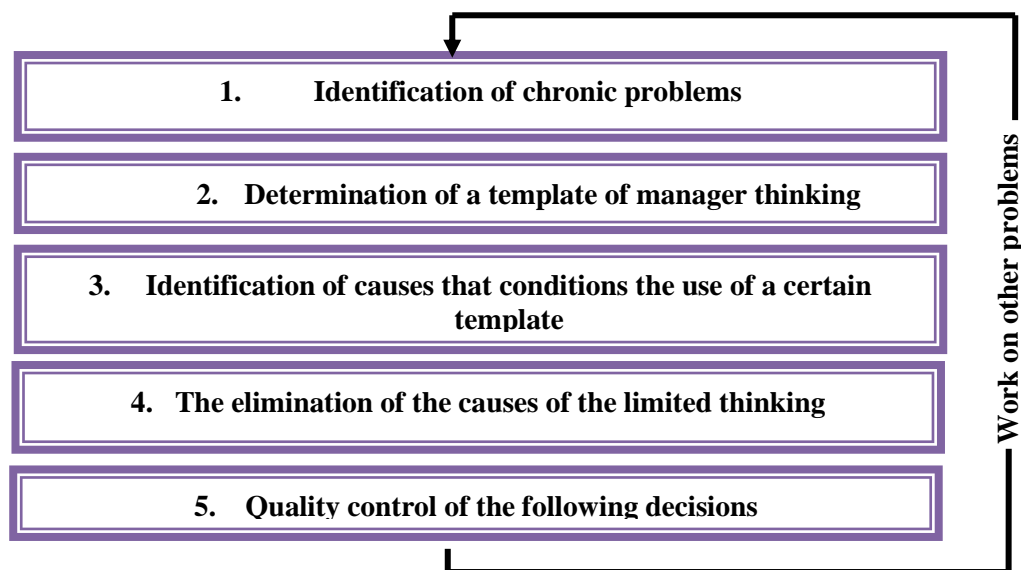 1. Identification of chronic problems
2. Determination of a template of manager thinking
3. Identification of causes that conditions the use of a certain
template
4. The elimination of the causes of the limited thinking
5. Quality control of the following decisions
Work on other problems